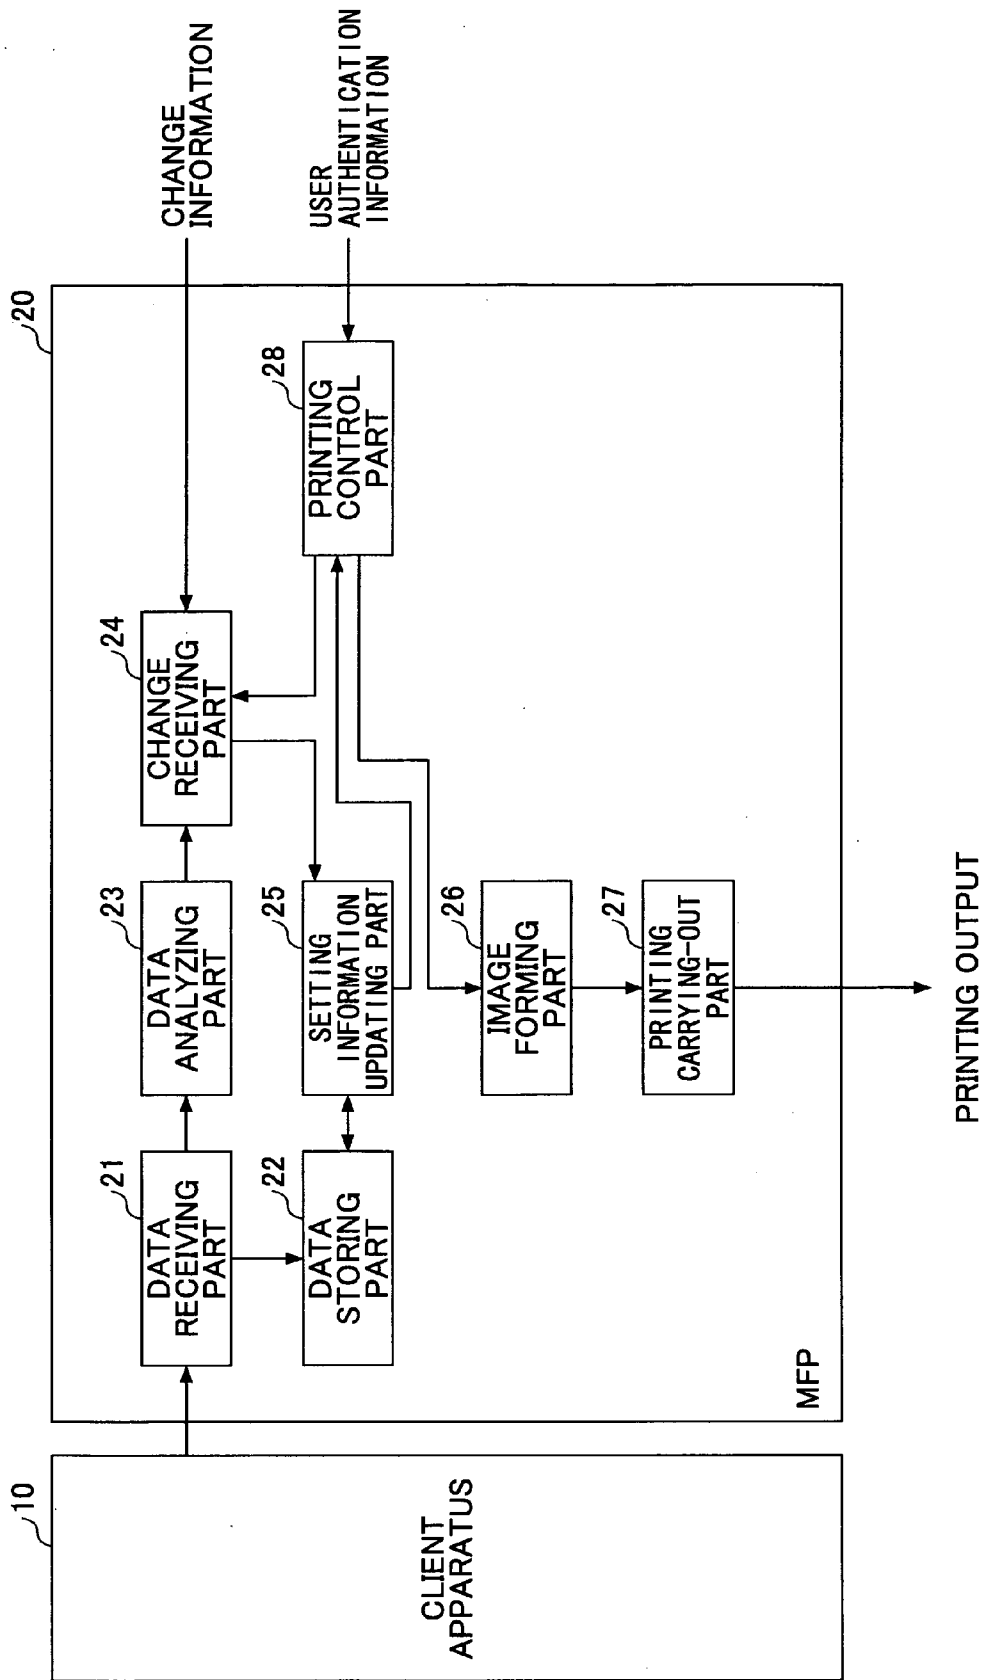 10
CLIENT
APPARATUS
20
MFP
21
DATA
RECEIVING
PART
22
DATA
STORING
PART
23
DATA
ANALYZING
PART
24
CHANGE
RECEIVING
PART
25
SETTING
INFORMATION
UPDATING PART
26
IMAGE
FORMING
PART
27
PRINTING
CARRYING-OUT
PART
28
PRINTING
CONTROL
PART
CHANGE
INFORMATION
USER
AUTHENTICATION
INFORMATION
PRINTING OUTPUT